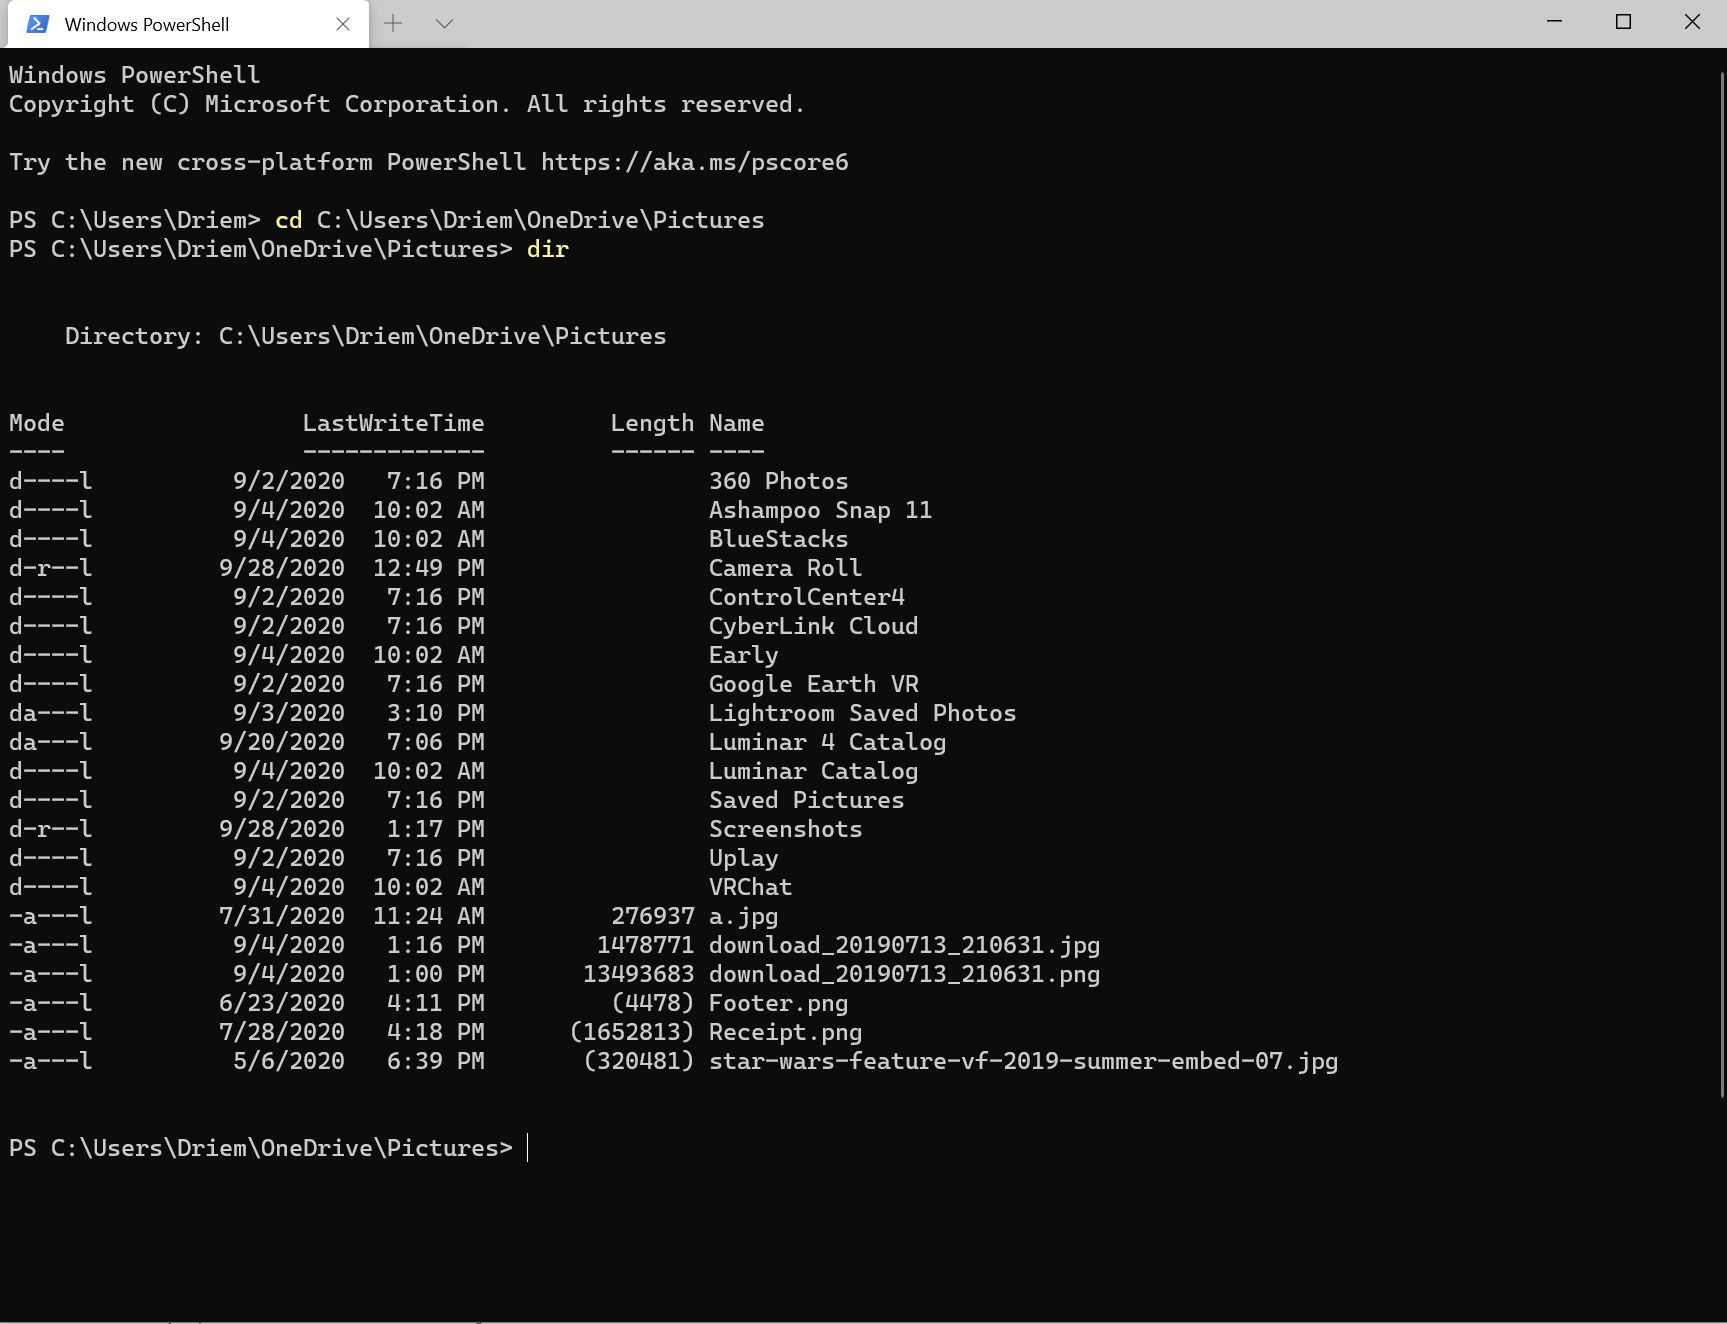 Windows PowerShell
Windows PowerShell
Copyright (C) Microsoft Corporation. All rights reserved.
Try the new cross-platform PowerShell https://aka.ms/pscore6
PS C:\Users\Driem> cd C:\Users\Driem\OneDrive\Pictures
PS C:\Users\Driem\OneDrive\Pictures> dir
Directory: C:\Users\Driem\OneDrive\Pictures
Mode LastWriteTime Length Name
---- ------------- ------ ----
d----l 9/2/2020 7:16 PM 360 Photos
d----l 9/4/2020 10:02 AM Ashampoo Snap 11
d----l 9/4/2020 10:02 AM BlueStacks
d-r--l 9/28/2020 12:49 PM Camera Roll
d----l 9/2/2020 7:16 PM ControlCenter4
d----l 9/2/2020 7:16 PM CyberLink Cloud
d----l 9/4/2020 10:02 AM Early
d----l 9/2/2020 7:16 PM Google Earth VR
da---l 9/3/2020 3:10 PM Lightroom Saved Photos
da---l 9/20/2020 7:06 PM Luminar 4 Catalog
d----l 9/4/2020 10:02 AM Luminar Catalog
d----l 9/2/2020 7:16 PM Saved Pictures
d-r--l 9/28/2020 1:17 PM Screenshots
d----l 9/2/2020 7:16 PM Uplay
d----l 9/4/2020 10:02 AM VRChat
-a---l 7/31/2020 11:24 AM 276937 a.jpg
-a---l 9/4/2020 1:16 PM 1478771 download_20190713_210631.jpg
-a---l 9/4/2020 1:00 PM 13493683 download_20190713_210631.png
-a---l 6/23/2020 4:11 PM (4478) Footer.png
-a---l 7/28/2020 4:18 PM (1652813) Receipt.png
-a---l 5/6/2020 6:39 PM (320481) star-wars-feature-vf-2019-summer-embed-07.jpg
PS C:\Users\Driem\OneDrive\Pictures>